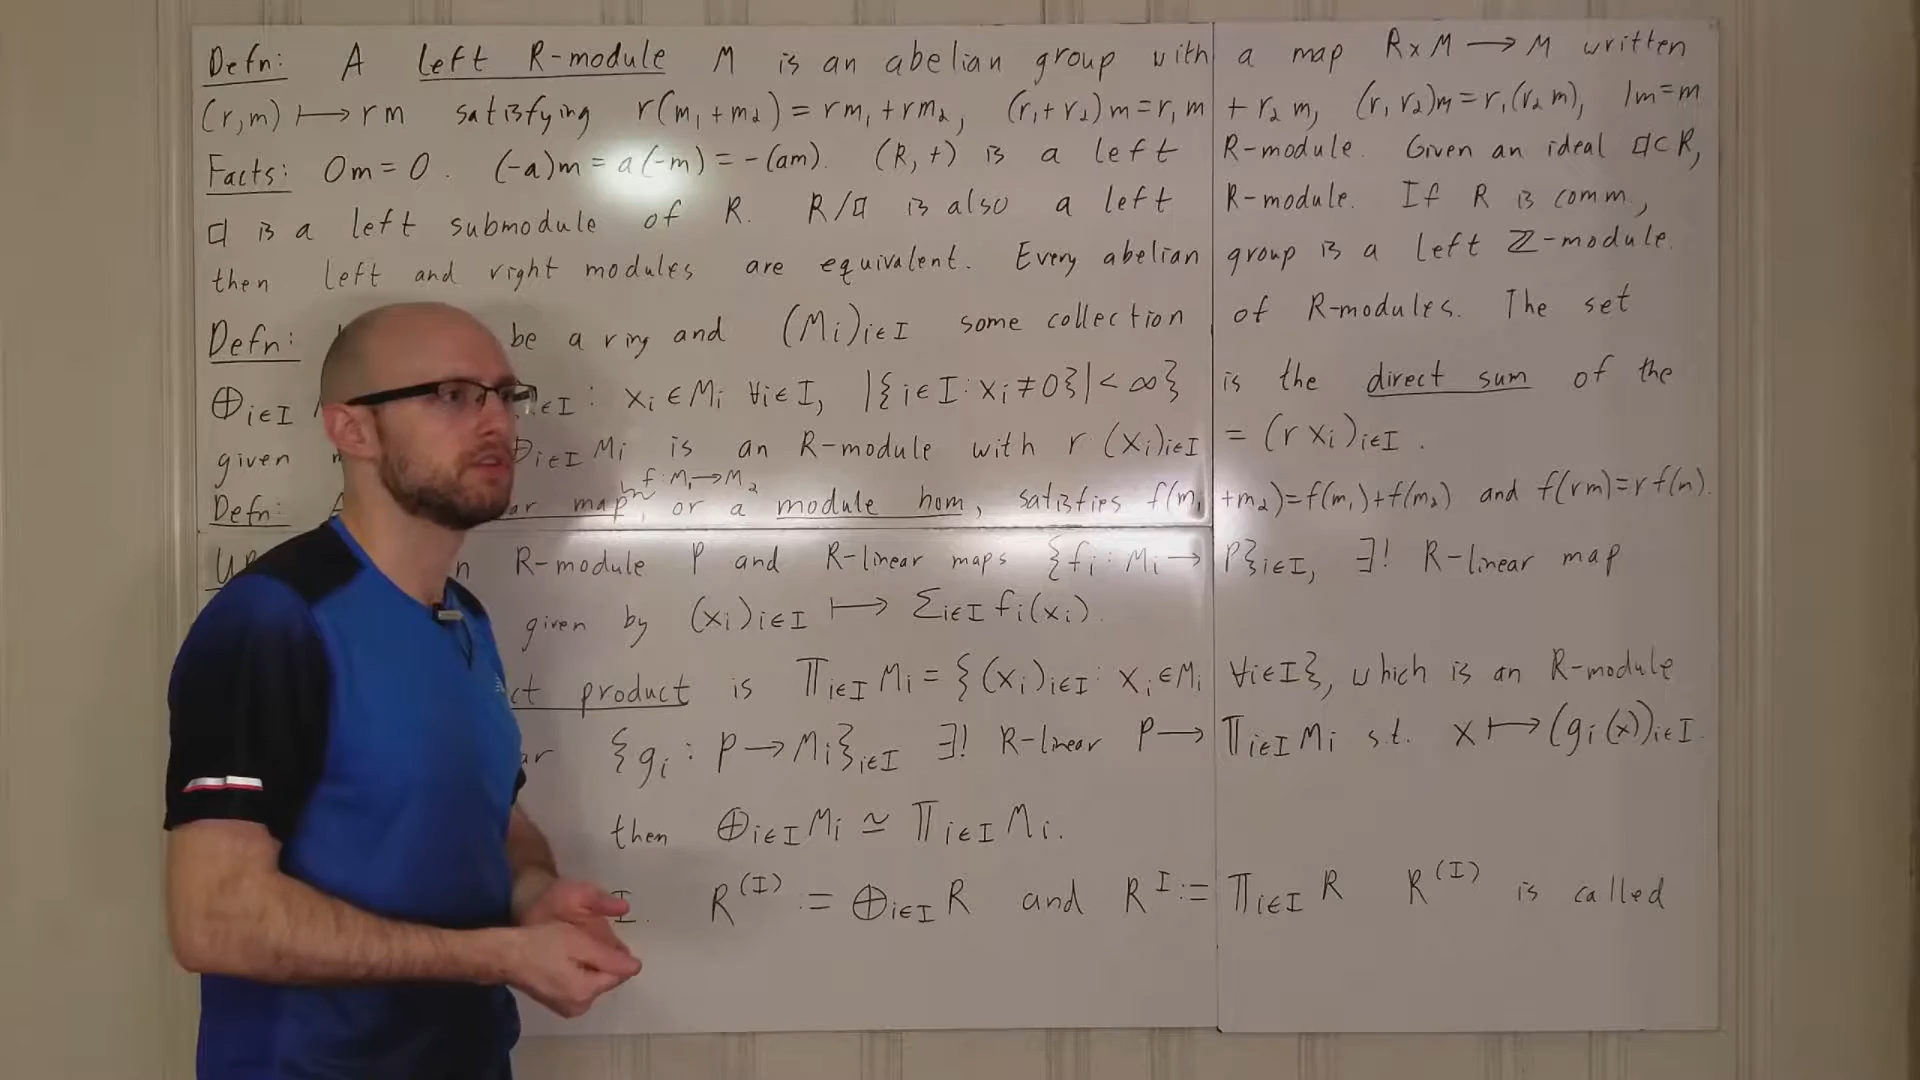 Defn: A left R-module M is an abelian group with a map R×M ⟶ M written
(r,m) ⟼ rm satisfying r(m₁+m₂)=rm₁+rm₂, (r₁+r₂)m=r₁m + r₂m, (r₁r₂)m=r₁(r₂m), 1m=m
Facts: 0m=0. (-a)m=a(-m)=-(am). (R,+) is a left R-module. Given an ideal 𝔞⊂R,
𝔞 is a left submodule of R. R/𝔞 is also a left R-module. If R is comm.,
then left and right modules are equivalent. Every abelian group is a left ℤ-module.
Defn: be a ring and (Mᵢ)ᵢ∈I some collection of R-modules. The set
⊕ᵢ∈I ᵢ∈I : xᵢ∈Mᵢ ∀i∈I, |{i∈I: xᵢ≠0}|<∞} is the direct sum of the
given ⊕ᵢ∈I Mᵢ is an R-module with r (xᵢ)ᵢ∈I = (rxᵢ)ᵢ∈I.
f: M₁→M₂
Defn: map, or a module hom, satisfies f(m₁+m₂)=f(m₁)+f(m₂) and f(rm)=rf(m).
R-module P and R-linear maps {fᵢ: Mᵢ → P}ᵢ∈I, ∃! R-linear map
given by (xᵢ)ᵢ∈I ⟼ Σᵢ∈I fᵢ(xᵢ).
product is ∏ᵢ∈I Mᵢ = {(xᵢ)ᵢ∈I: xᵢ∈Mᵢ ∀i∈I}, which is an R-module
{gᵢ: P→Mᵢ}ᵢ∈I ∃! R-linear P⟶ ∏ᵢ∈I Mᵢ s.t. x⟼(gᵢ(x))ᵢ∈I.
then ⊕ᵢ∈I Mᵢ ≃ ∏ᵢ∈I Mᵢ.
I. R^(I) := ⊕ᵢ∈I R and R^I := ∏ᵢ∈I R R^(I) is called